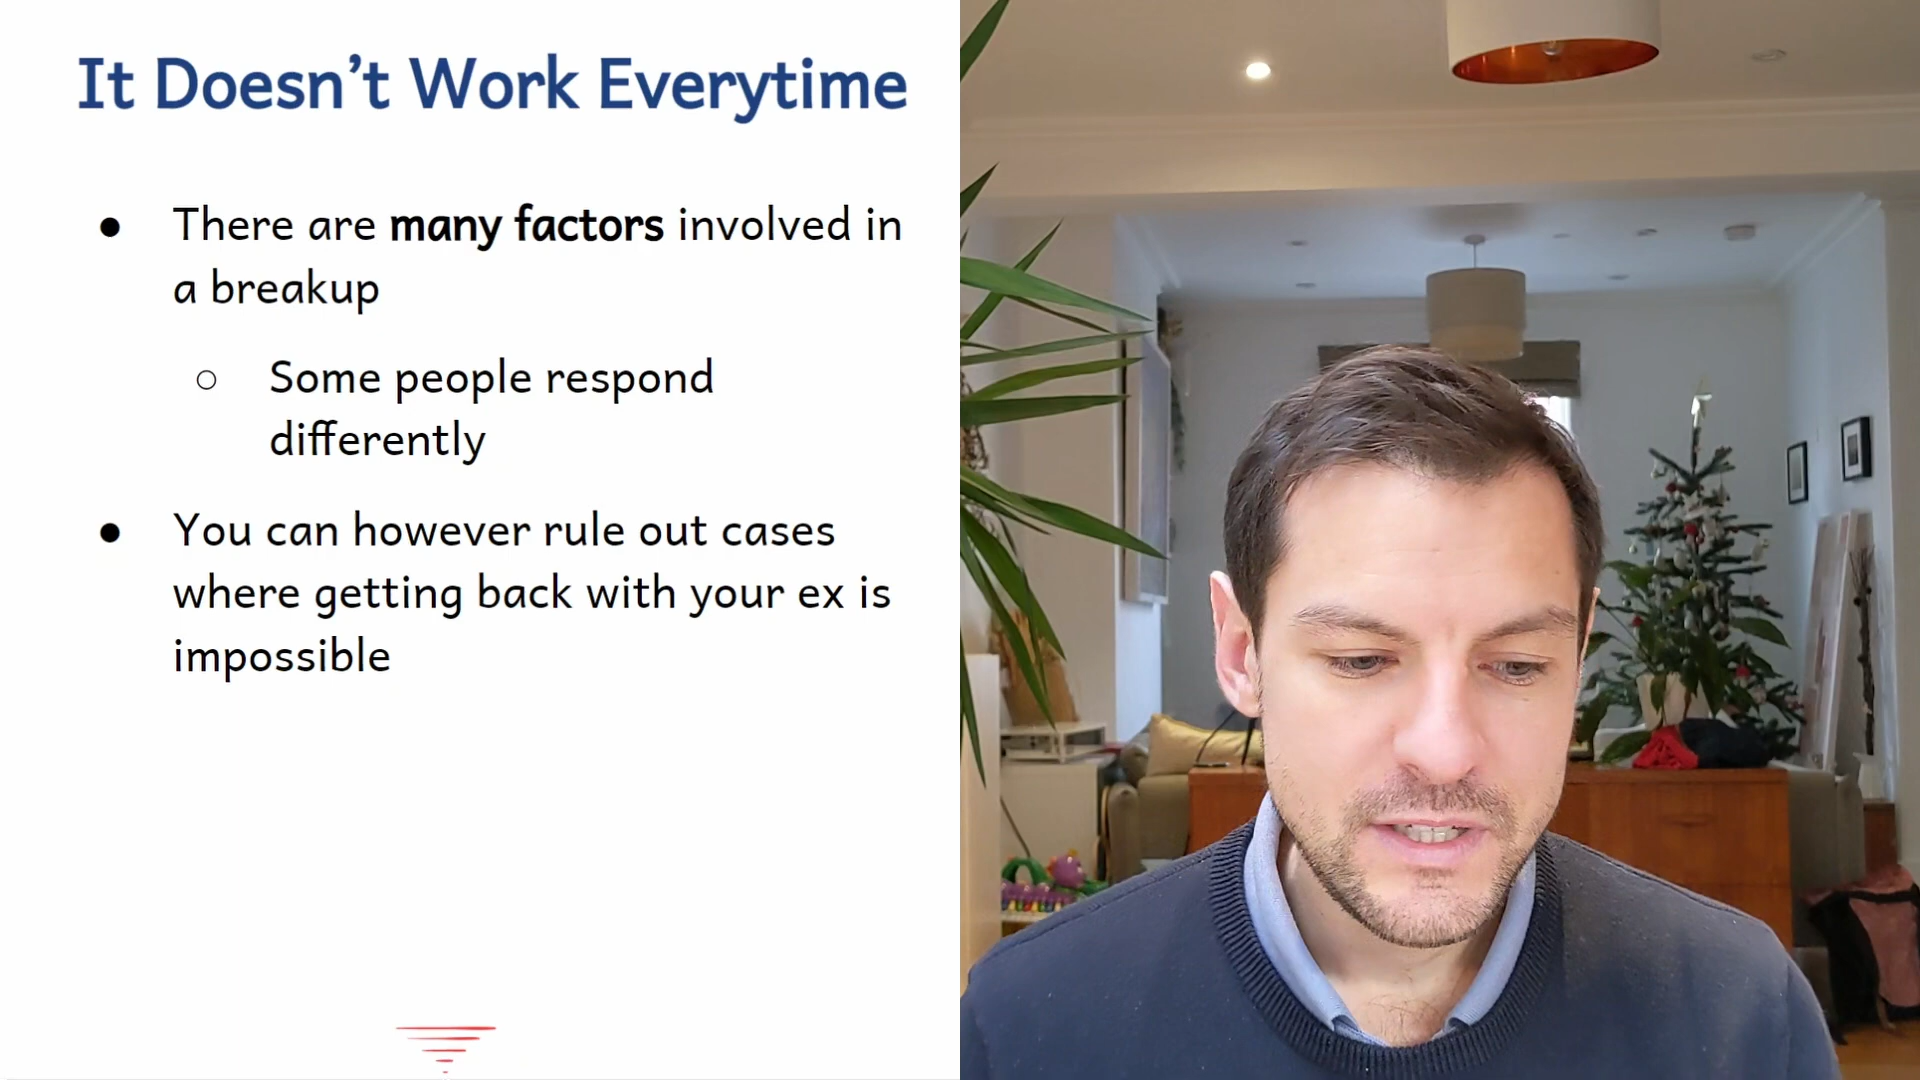 It Doesn’t Work Everytime
● There are many factors involved in
a breakup
○ Some people respond
differently
● You can however rule out cases
where getting back with your ex is
impossible